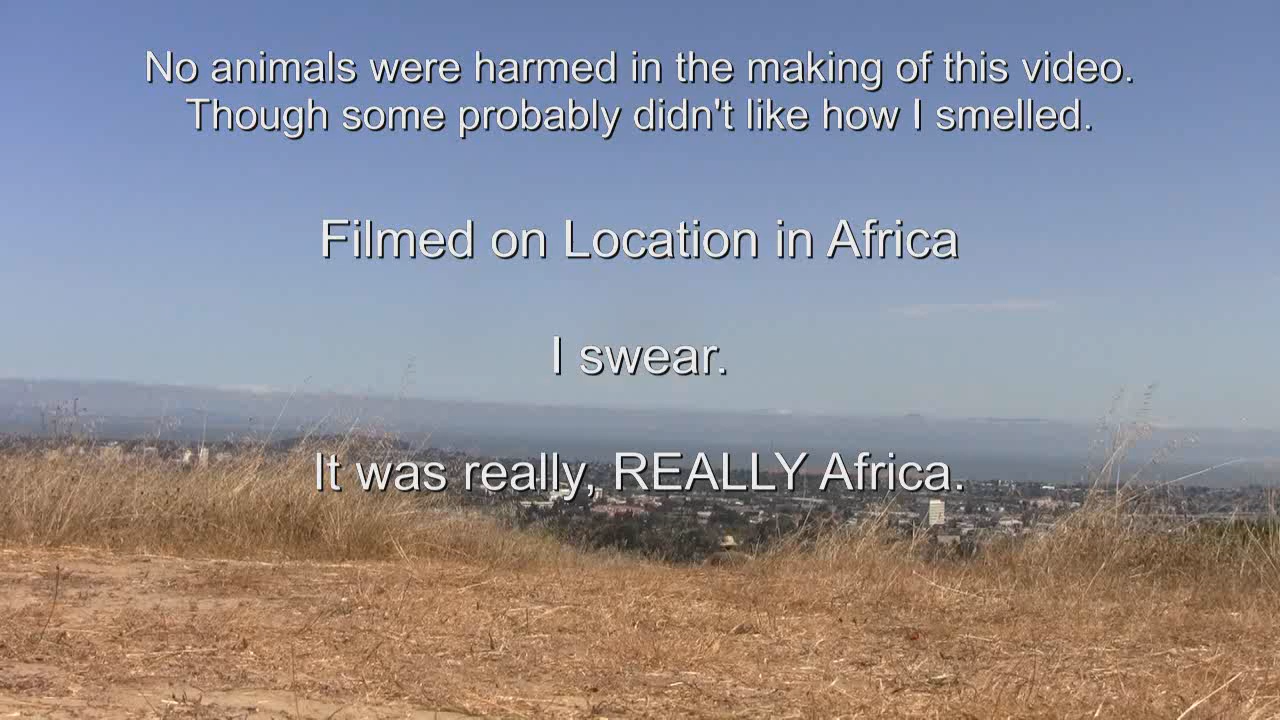 No animals were harmed in the making of this video.
Though some probably didn't like how I smelled.
Filmed on Location in Africa
I swear.
It was really, REALLY Africa.